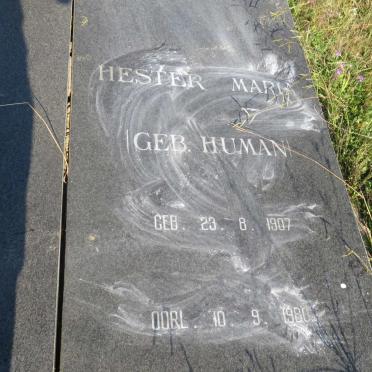 HESTER MARIA
(GEB. HUMAN)
GEB. 23. 8. 1907
OORL. 10. 9. 1980